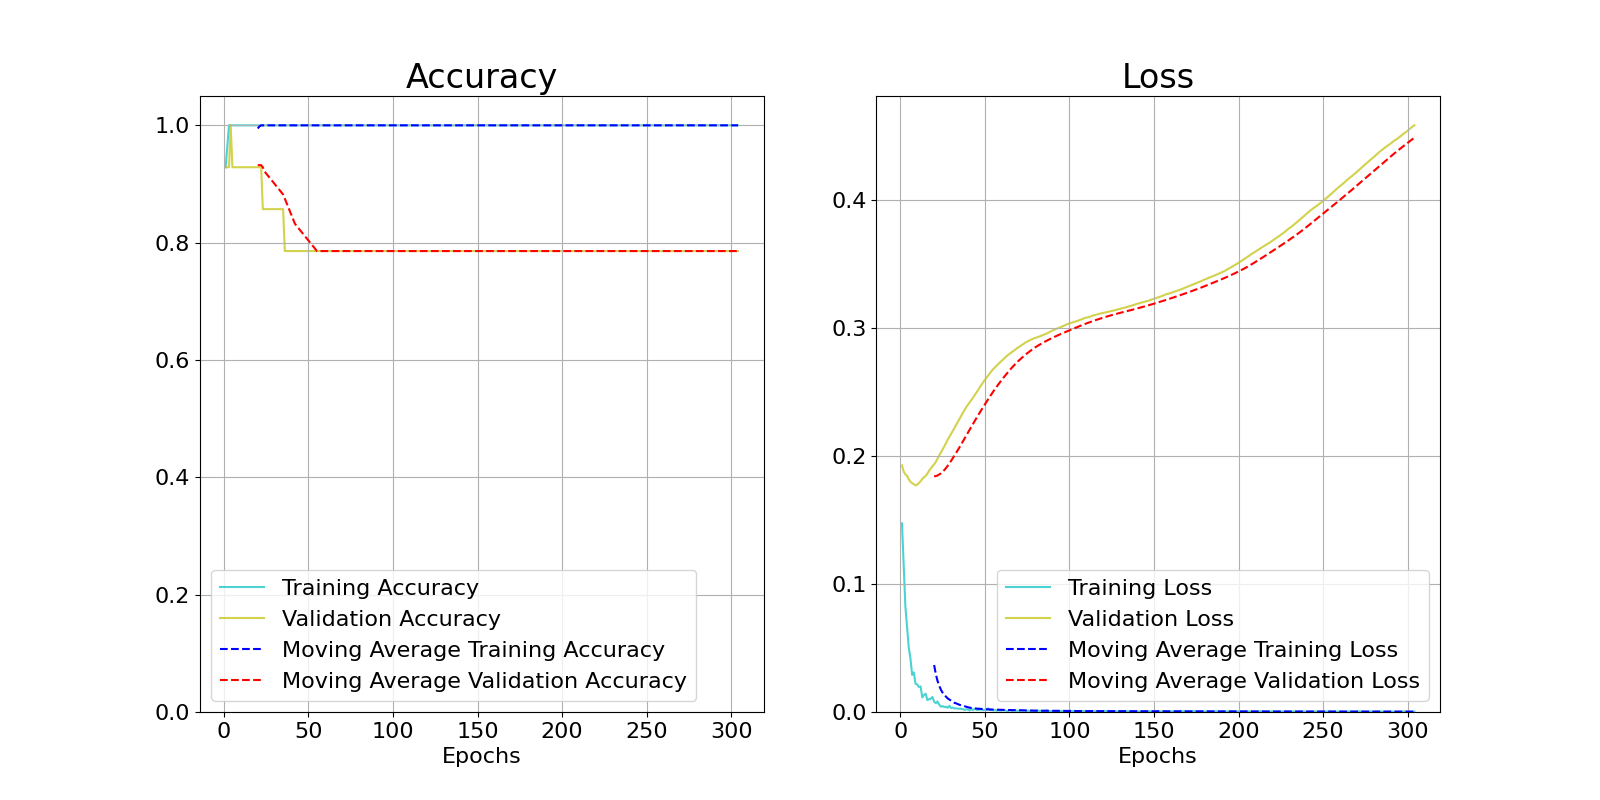 Accuracy
1.0
0.8
0.6
0.4
0.2
0.0
Training Accuracy
Validation Accuracy
Moving Average Training Accuracy
Moving Average Validation Accuracy
0 50 100 150 200 250 300
Epochs
Loss
0.4
0.3
0.2
0.1
0.0
Training Loss
Validation Loss
Moving Average Training Loss
Moving Average Validation Loss
0 50 100 150 200 250 300
Epochs